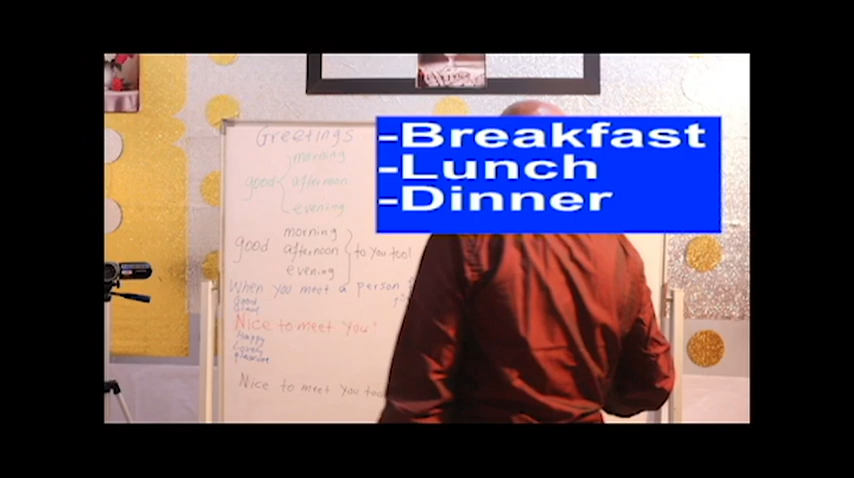 -Breakfast
-Lunch
-Dinner
Greetings
morning
good afternoon
evening
morning
good afternoon to you too!
evening
When you meet a person
Good
Glad
Nice to meet you!
Happy
Lovely
Pleasure
Nice to meet you too